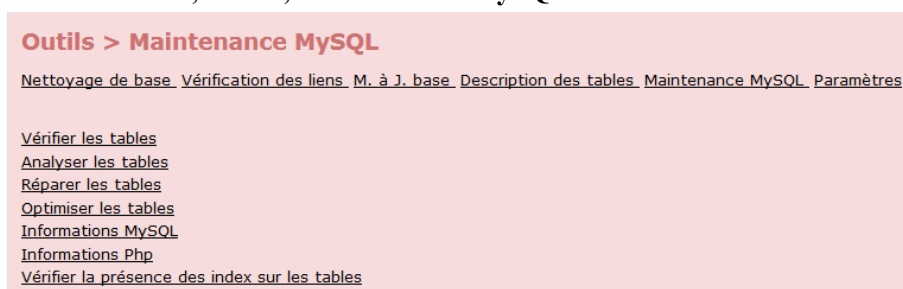 Outils > Maintenance MySQL
Nettoyage de base Vérification des liens M. à J. base Description des tables Maintenance MySQL Paramètres
Vérifier les tables
Analyser les tables
Réparer les tables
Optimiser les tables
Informations MySQL
Informations Php
Vérifier la présence des index sur les tables